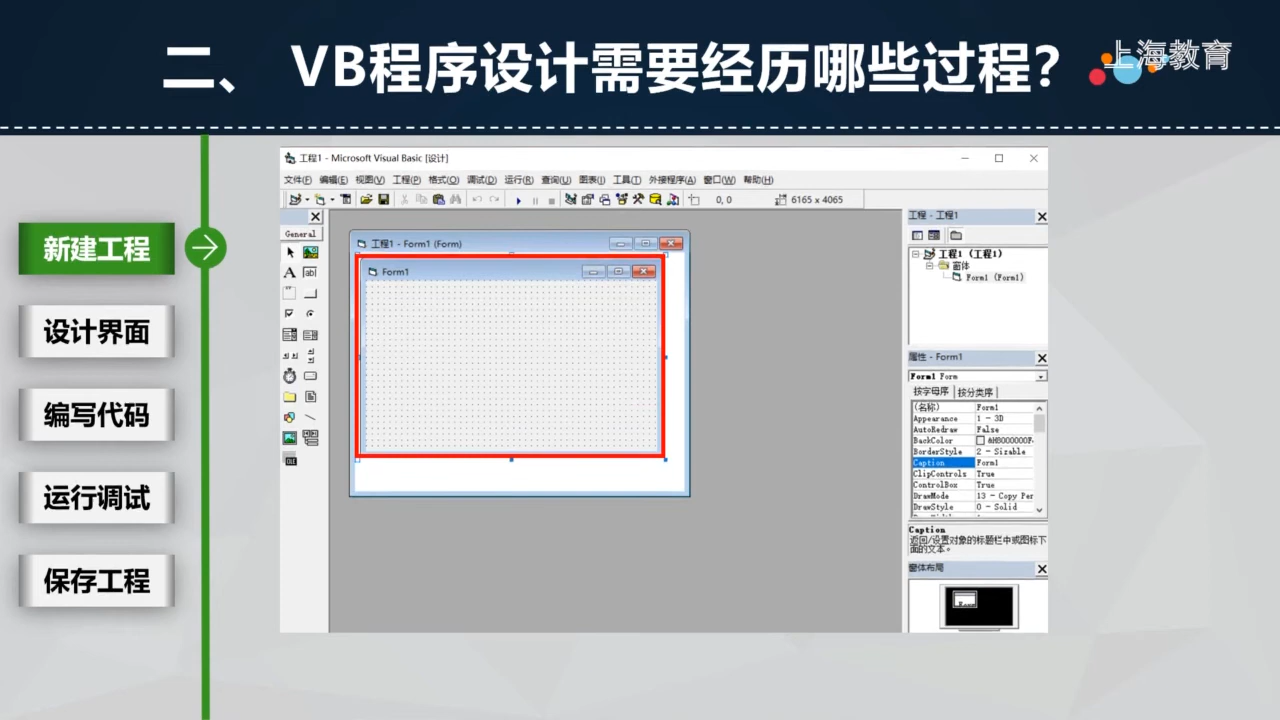 二、 VB程序设计需要经历哪些过程？
上海教育
新建工程
设计界面
编写代码
运行调试
保存工程
工程1 - Microsoft Visual Basic [设计]
文件(F) 编辑(E) 视图(V) 工程(P) 格式(O) 调试(D) 运行(R) 查询(U) 图表(I) 工具(T) 外接程序(A) 窗口(W) 帮助(H)
0, 0 6165 x 4065
General
工程1 - Form1 (Form)
Form1
工程 - 工程1
工程1 (工程1)
窗体
Form1 (Form1)
属性 - Form1
Form1 Form
按字母序 按分类序
(名称) Form1
Appearance 1 - 3D
AutoRedraw False
BackColor &H8000000F&
BorderStyle 2 - Sizable
Caption Form1
ClipControls True
ControlBox True
DrawMode 13 - Copy Per
DrawStyle 0 - Solid
Caption
返回/设置对象的标题栏中或图标下
面的文本。
窗体布局